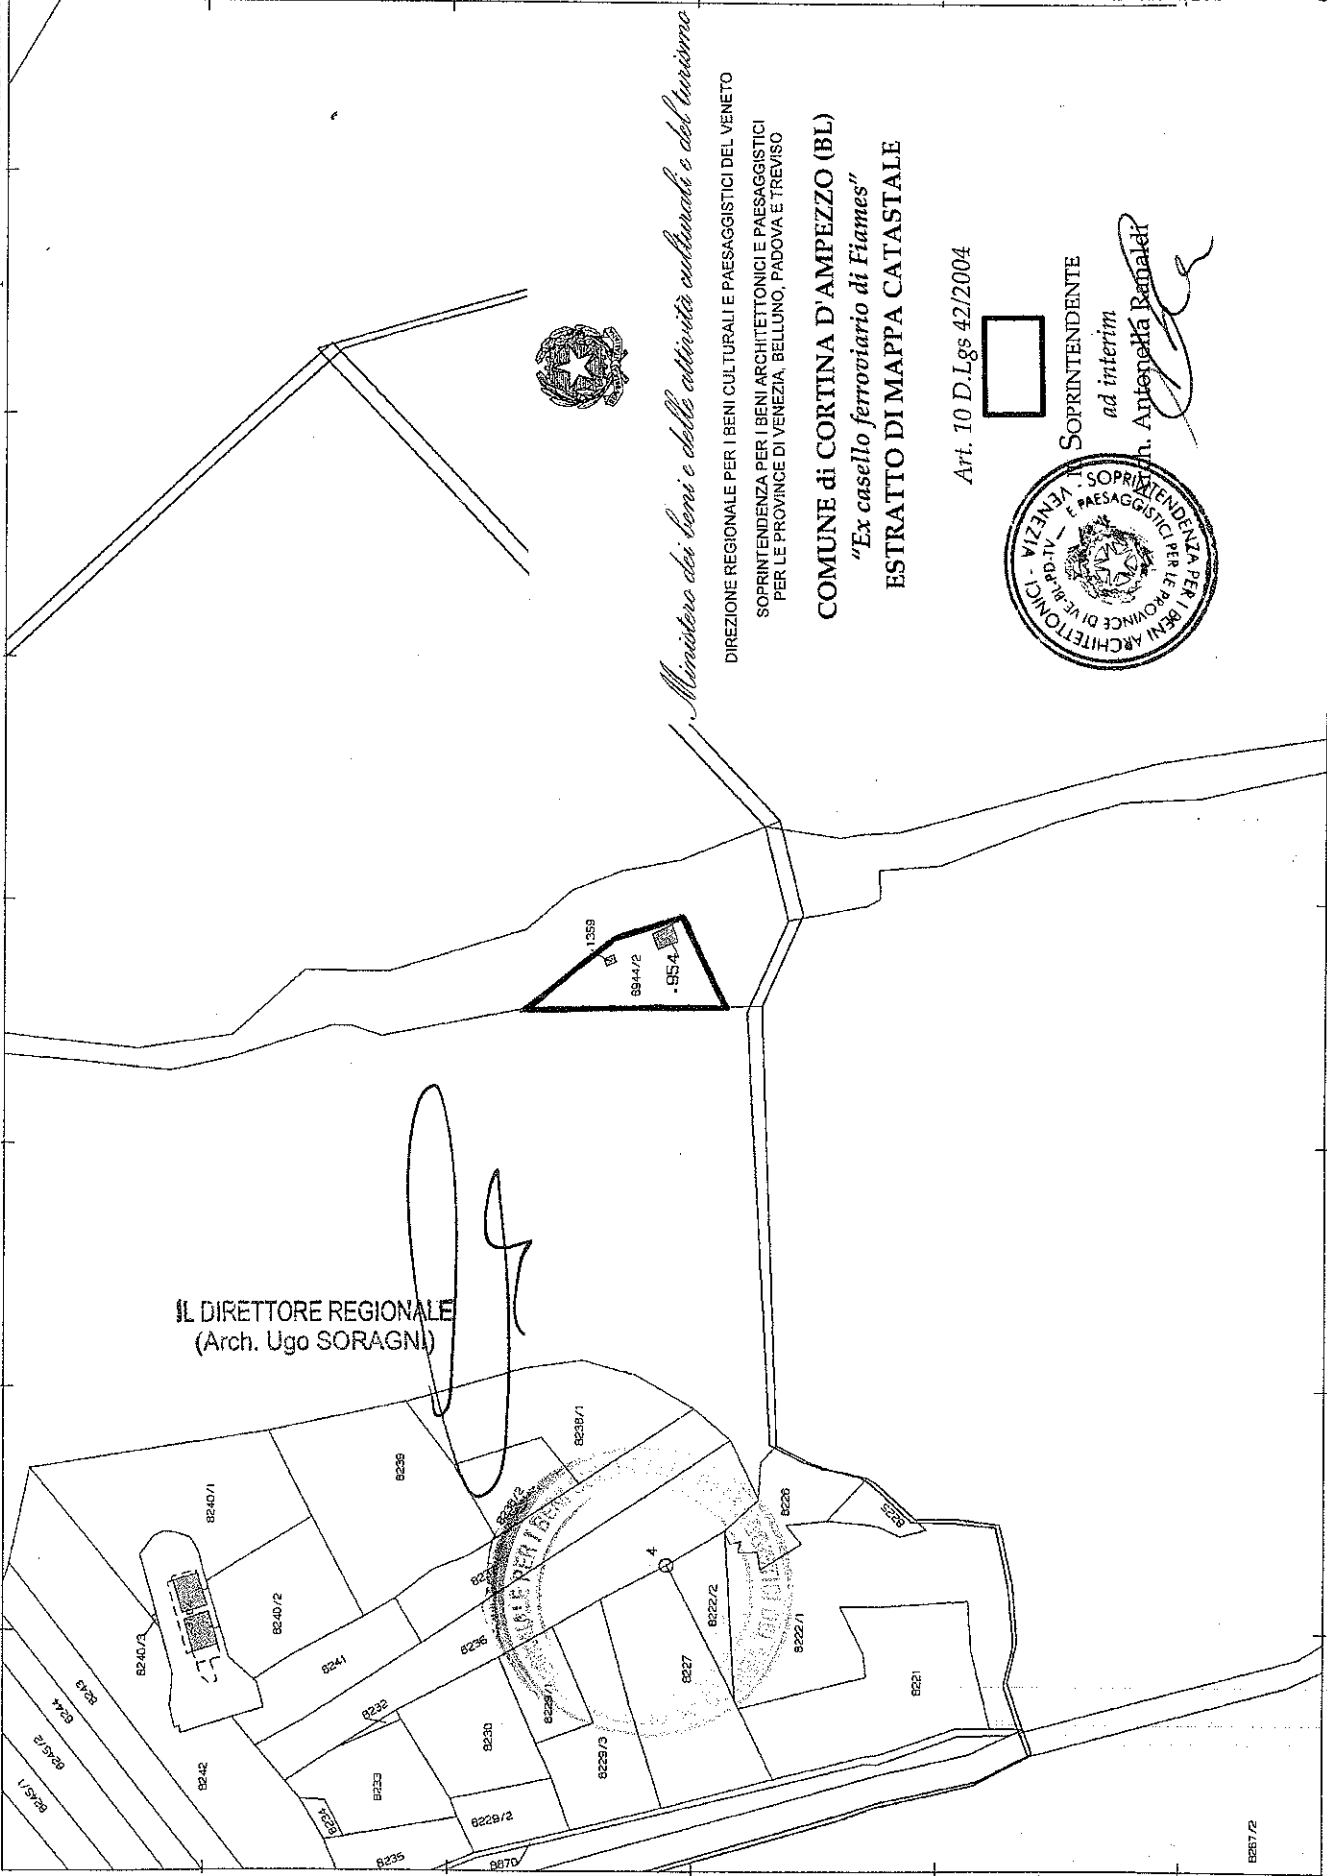 Ministero dei beni e delle attività culturali e del turismo
DIREZIONE REGIONALE PER I BENI CULTURALI E PAESAGGISTICI DEL VENETO
SOPRINTENDENZA PER I BENI ARCHITETTONICI E PAESAGGISTICI
PER LE PROVINCE DI VENEZIA, BELLUNO, PADOVA E TREVISO
COMUNE di CORTINA D'AMPEZZO (BL)
"Ex casello ferroviario di Fiames"
ESTRATTO DI MAPPA CATASTALE
Art. 10 D.Lgs 42/2004
IL SOPRINTENDENTE
ad interim
Arch. Antonella Ranaldi
SOPRINTENDENZA PER I BENI ARCHITETTONICI - VENEZIA -
E PAESAGGISTICI PER LE PROVINCE DI VE-BL-PD-TV
IL DIRETTORE REGIONALE
(Arch. Ugo SORAGNI)
.1359
6944/2
.954
8240/1
8239
8238/1
8238/2
8240/2
8240/3
8241
8236
8232
8243
8244
8245/2
8245/1
8242
8233
8234
8235
8230
8229/1
8229/3
8229/2
8870
8227
4
8222/2
8222/1
8226
8225
8221
8267/2